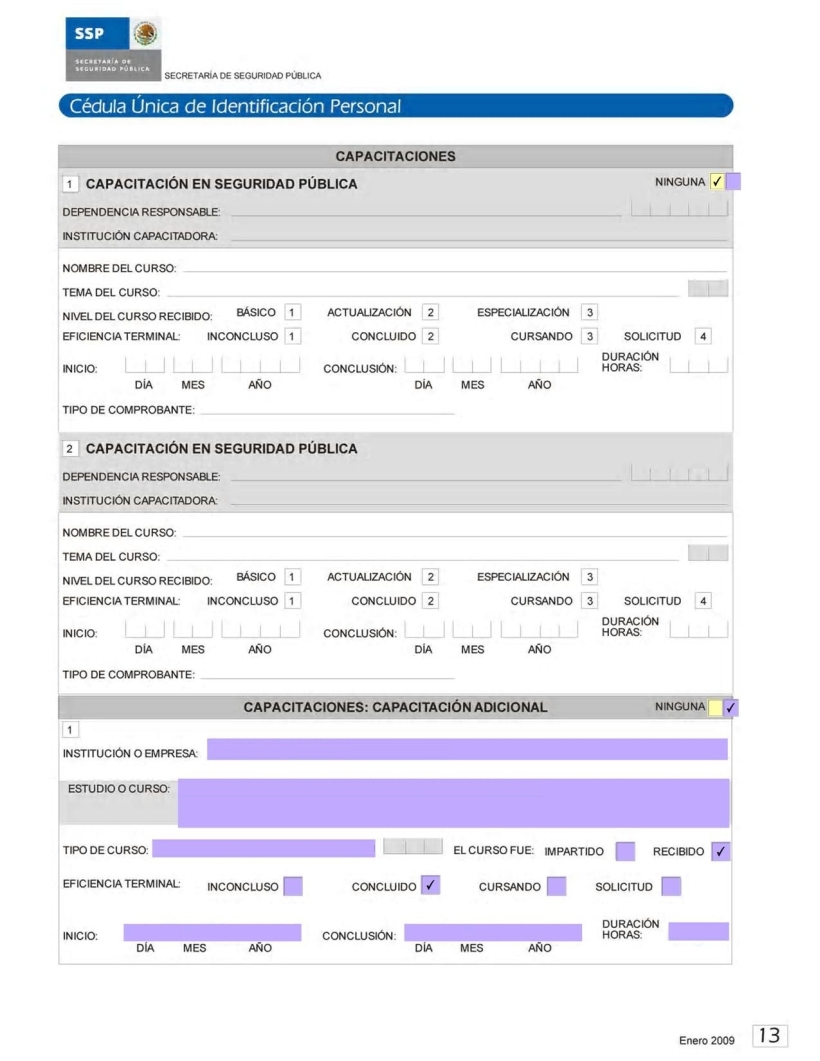 SSP
SECRETARÍA DE
SEGURIDAD PÚBLICA
SECRETARÍA DE SEGURIDAD PÚBLICA
Cédula Única de Identificación Personal
CAPACITACIONES
1 CAPACITACIÓN EN SEGURIDAD PÚBLICA NINGUNA ✓
DEPENDENCIA RESPONSABLE:
INSTITUCIÓN CAPACITADORA:
NOMBRE DEL CURSO:
TEMA DEL CURSO:
NIVEL DEL CURSO RECIBIDO: BÁSICO 1 ACTUALIZACIÓN 2 ESPECIALIZACIÓN 3
EFICIENCIA TERMINAL: INCONCLUSO 1 CONCLUIDO 2 CURSANDO 3 SOLICITUD 4
INICIO: CONCLUSIÓN: DURACIÓN HORAS:
DÍA MES AÑO DÍA MES AÑO
TIPO DE COMPROBANTE:
2 CAPACITACIÓN EN SEGURIDAD PÚBLICA
DEPENDENCIA RESPONSABLE:
INSTITUCIÓN CAPACITADORA:
NOMBRE DEL CURSO:
TEMA DEL CURSO:
NIVEL DEL CURSO RECIBIDO: BÁSICO 1 ACTUALIZACIÓN 2 ESPECIALIZACIÓN 3
EFICIENCIA TERMINAL: INCONCLUSO 1 CONCLUIDO 2 CURSANDO 3 SOLICITUD 4
INICIO: CONCLUSIÓN: DURACIÓN HORAS:
DÍA MES AÑO DÍA MES AÑO
TIPO DE COMPROBANTE:
CAPACITACIONES: CAPACITACIÓN ADICIONAL NINGUNA ✓
1
INSTITUCIÓN O EMPRESA:
ESTUDIO O CURSO:
TIPO DE CURSO: EL CURSO FUE: IMPARTIDO RECIBIDO ✓
EFICIENCIA TERMINAL: INCONCLUSO CONCLUIDO ✓ CURSANDO SOLICITUD
INICIO: CONCLUSIÓN: DURACIÓN HORAS:
DÍA MES AÑO DÍA MES AÑO
Enero 2009 13